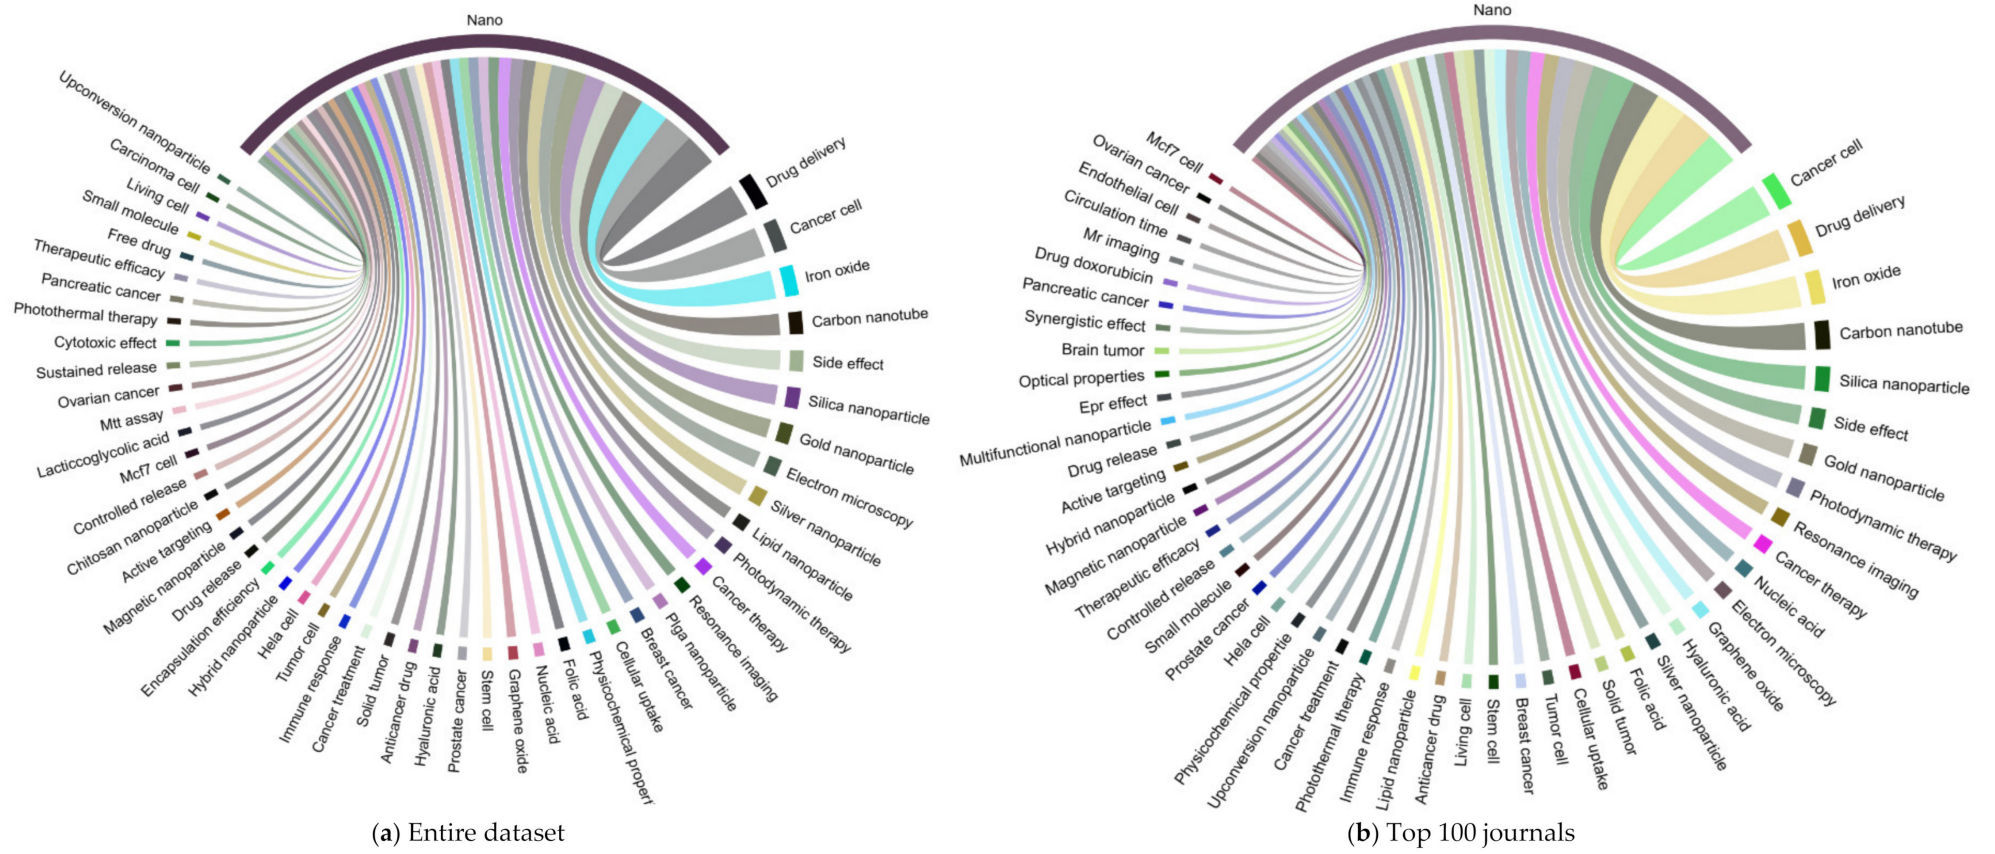 Nano
Upconversion nanoparticle
Carcinoma cell
Living cell
Small molecule
Free drug
Therapeutic efficacy
Pancreatic cancer
Photothermal therapy
Cytotoxic effect
Sustained release
Ovarian cancer
Mtt assay
Lacticcoglycolic acid
Mcf7 cell
Controlled release
Chitosan nanoparticle
Active targeting
Magnetic nanoparticle
Drug release
Encapsulation efficiency
Hybrid nanoparticle
Hela cell
Tumor cell
Immune response
Cancer treatment
Solid tumor
Anticancer drug
Hyaluronic acid
Prostate cancer
Stem cell
Graphene oxide
Nucleic acid
Folic acid
Physicochemical properti
Cellular uptake
Breast cancer
Plga nanoparticle
Resonance imaging
Cancer therapy
Photodynamic therapy
Lipid nanoparticle
Silver nanoparticle
Electron microscopy
Gold nanoparticle
Silica nanoparticle
Side effect
Carbon nanotube
Iron oxide
Cancer cell
Drug delivery
(a) Entire dataset
Nano
Mcf7 cell
Ovarian cancer
Endothelial cell
Circulation time
Mr imaging
Drug doxorubicin
Pancreatic cancer
Synergistic effect
Brain tumor
Optical properties
Epr effect
Multifunctional nanoparticle
Drug release
Active targeting
Hybrid nanoparticle
Magnetic nanoparticle
Therapeutic efficacy
Controlled release
Small molecule
Prostate cancer
Hela cell
Physicochemical propertie
Upconversion nanoparticle
Cancer treatment
Photothermal therapy
Immune response
Lipid nanoparticle
Anticancer drug
Living cell
Stem cell
Breast cancer
Tumor cell
Cellular uptake
Solid tumor
Folic acid
Silver nanoparticle
Hyaluronic acid
Graphene oxide
Electron microscopy
Nucleic acid
Cancer therapy
Resonance imaging
Photodynamic therapy
Gold nanoparticle
Side effect
Silica nanoparticle
Carbon nanotube
Iron oxide
Drug delivery
Cancer cell
(b) Top 100 journals